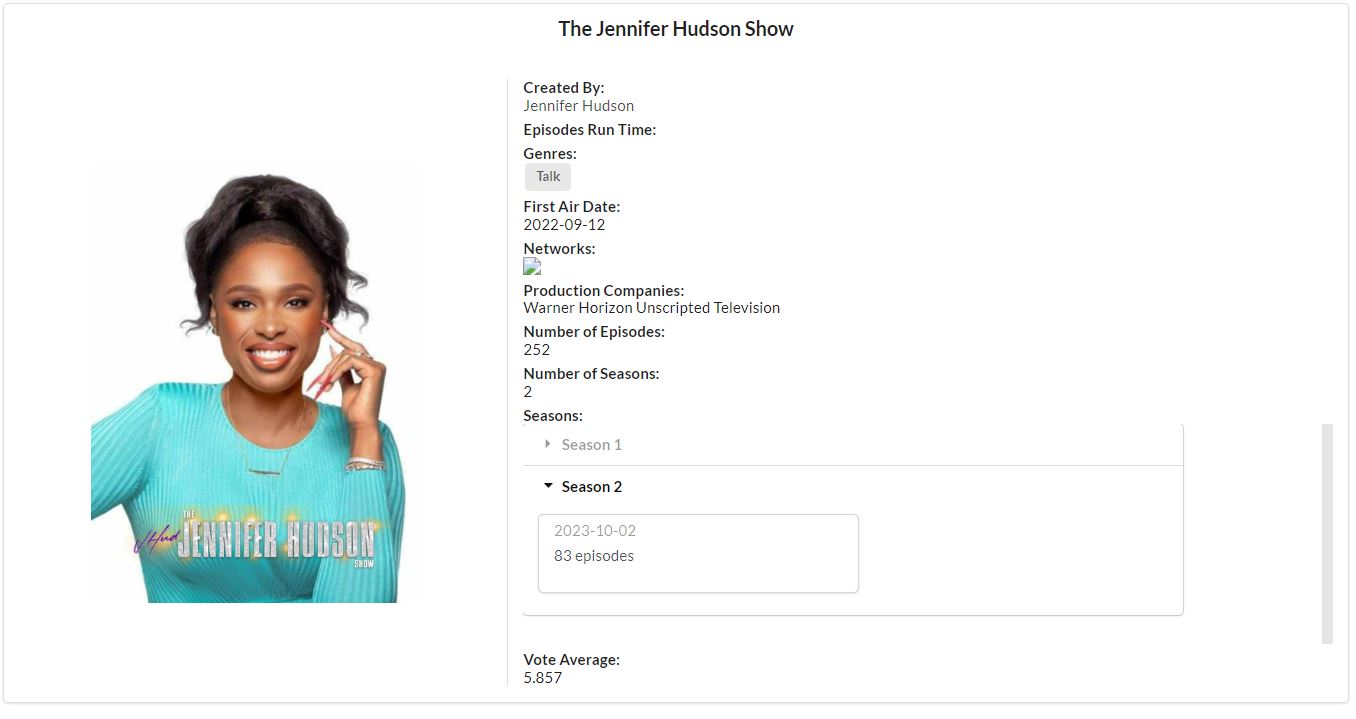 The Jennifer Hudson Show
THE
JHud JENNIFER HUDSON
SHOW
Created By:
Jennifer Hudson
Episodes Run Time:
Genres:
Talk
First Air Date:
2022-09-12
Networks:
Production Companies:
Warner Horizon Unscripted Television
Number of Episodes:
252
Number of Seasons:
2
Seasons:
Season 1
Season 2
2023-10-02
83 episodes
Vote Average:
5.857